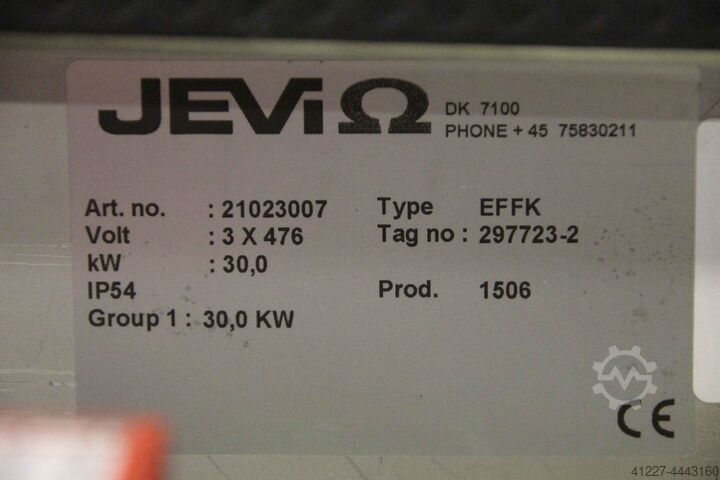 JEVi Ω
DK 7100
PHONE + 45 75830211
Art. no. : 21023007 Type EFFK
Volt : 3 X 476 Tag no : 297723-2
kW : 30,0
IP54 Prod. 1506
Group 1 : 30,0 KW
CE
41227-4443160